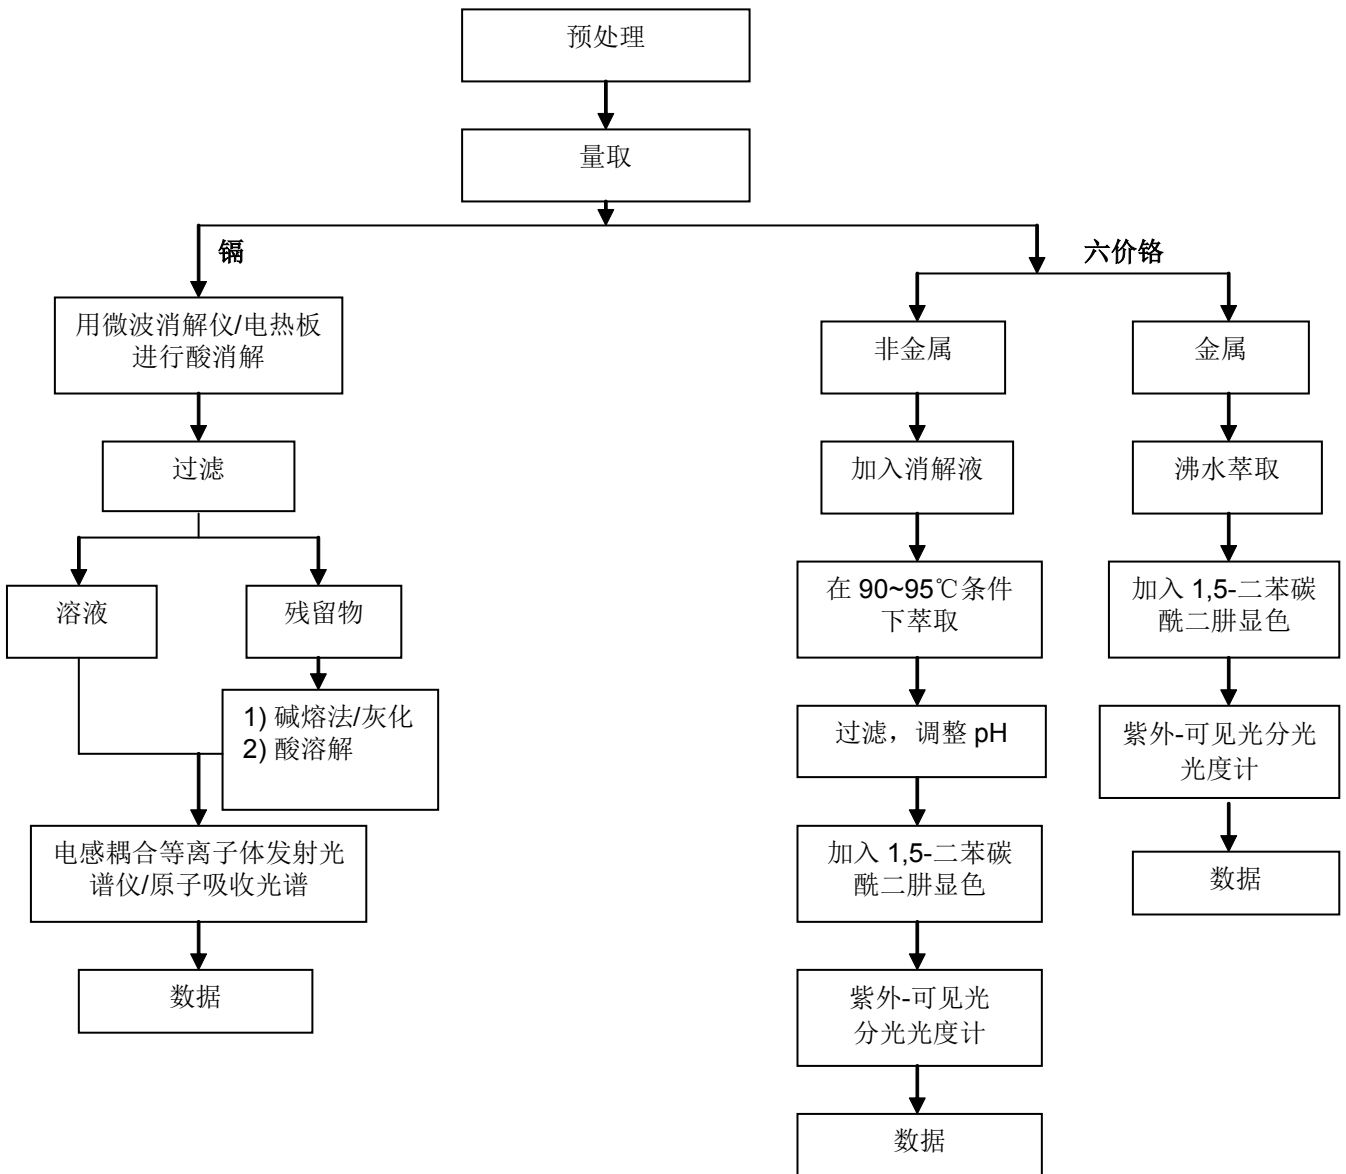 预处理
量取
镉
六价铬
用微波消解仪/电热板
进行酸消解
过滤
溶液
残留物
1) 碱熔法/灰化
2) 酸溶解
电感耦合等离子体发射光
谱仪/原子吸收光谱
数据
非金属
加入消解液
在 90~95℃条件
下萃取
过滤，调整 pH
加入 1,5-二苯碳
酰二肼显色
紫外-可见光
分光光度计
数据
金属
沸水萃取
加入 1,5-二苯碳
酰二肼显色
紫外-可见光分光
光度计
数据